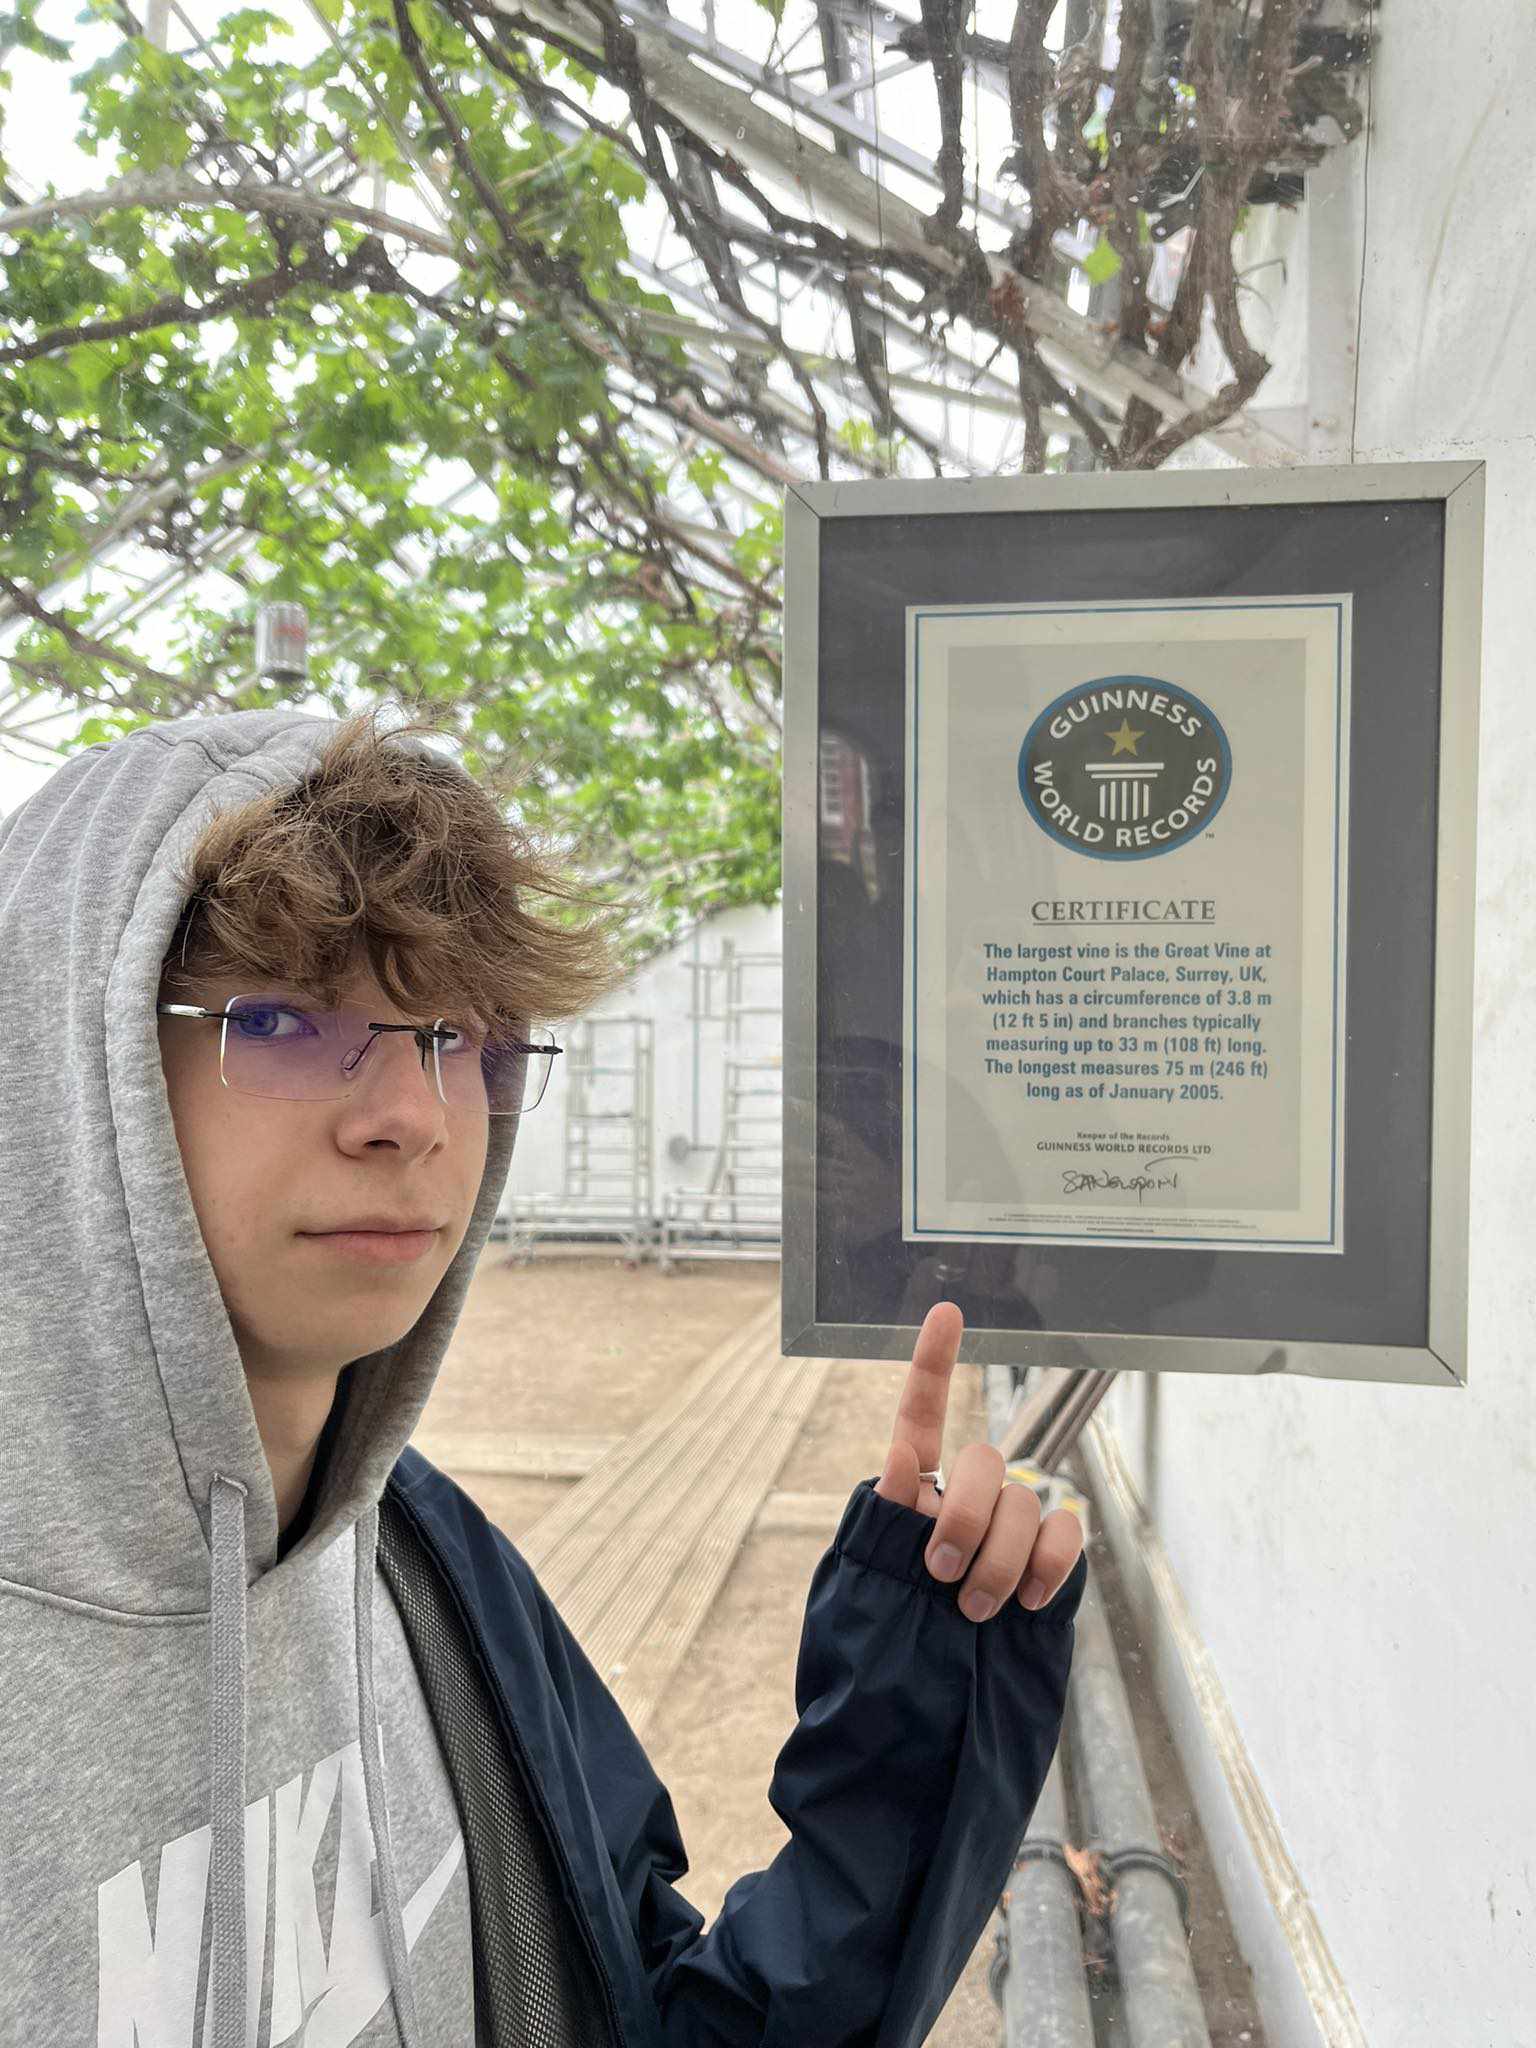 GUINNESS
WORLD RECORDS
™
CERTIFICATE
The largest vine is the Great Vine at
Hampton Court Palace, Surrey, UK,
which has a circumference of 3.8 m
(12 ft 5 in) and branches typically
measuring up to 33 m (108 ft) long.
The longest measures 75 m (246 ft)
long as of January 2005.
Keeper of the Records
GUINNESS WORLD RECORDS LTD
NIKE